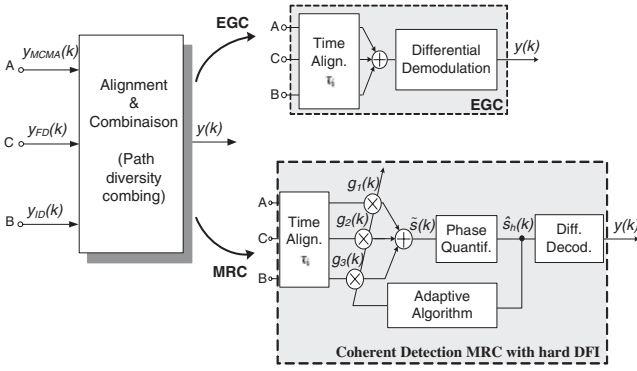 y_MCMA(k)
A
y_FD(k)
C
y_ID(k)
B
Alignment
&
Combinaison
(Path
diversity
combing)
y(k)
EGC
MRC
A
C
B
Time
Align.
τ_i
+
Differential
Demodulation
y(k)
EGC
A
C
B
Time
Align.
τ_i
g_1(k)
g_2(k)
g_3(k)
×
×
×
+
s̃(k)
Phase
Quantif.
ŝ_h(k)
Diff.
Decod.
y(k)
Adaptive
Algorithm
Coherent Detection MRC with hard DFI